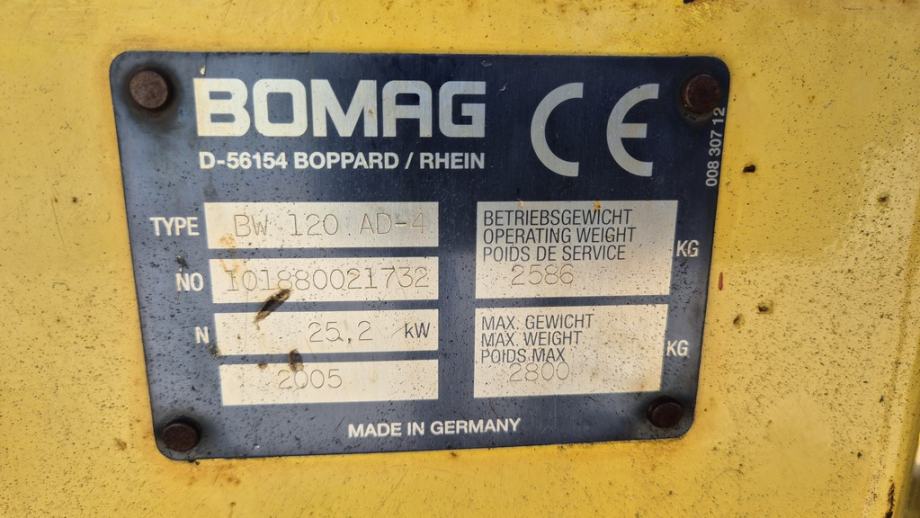 BOMAG
CE
D-56154 BOPPARD / RHEIN
008 307 12
TYPE BW 120 AD-4
NO 101880021732
N 25,2 kW
2005
BETRIEBSGEWICHT
OPERATING WEIGHT
POIDS DE SERVICE
2586 KG
MAX. GEWICHT
MAX. WEIGHT
POIDS MAX
2800 KG
MADE IN GERMANY